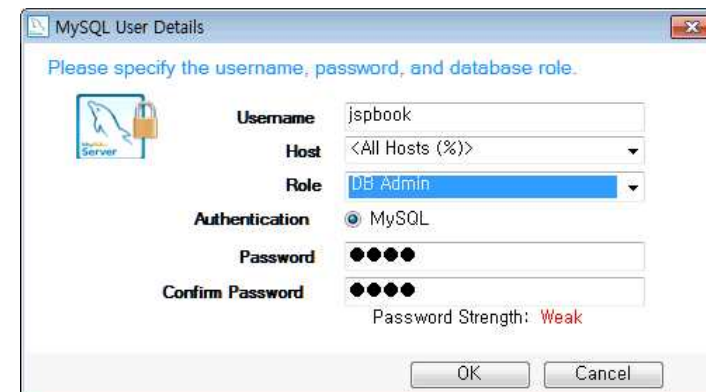 MySQL User Details
Please specify the username, password, and database role.
Username jspbook
Host <All Hosts (%)>
Role DB Admin
Server
Authentication MySQL
Password ●●●●
Confirm Password ●●●●
Password Strength: Weak
OK Cancel